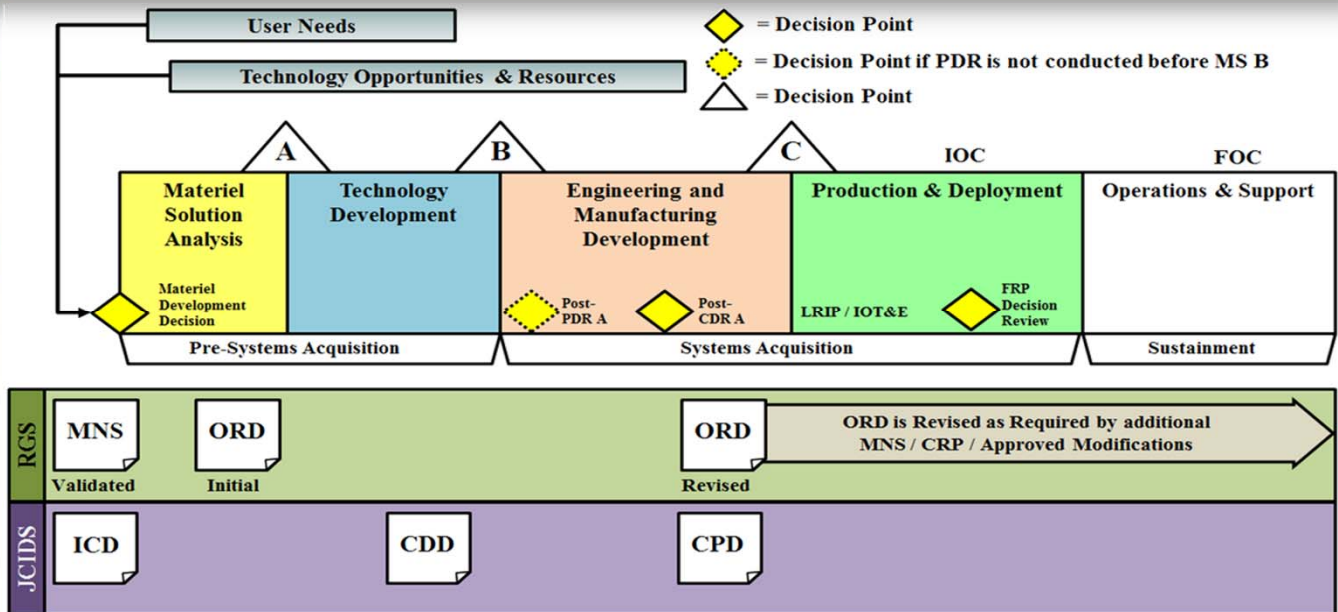 User Needs
Technology Opportunities & Resources
= Decision Point
= Decision Point if PDR is not conducted before MS B
= Decision Point
A
B
C
IOC
FOC
Materiel
Solution
Analysis
Technology
Development
Engineering and
Manufacturing
Development
Production & Deployment
Operations & Support
Materiel
Development
Decision
Post-
PDR A
Post-
CDR A
LRIP / IOT&E
FRP
Decision
Review
Pre-Systems Acquisition
Systems Acquisition
Sustainment
RGS
MNS
Validated
ORD
Initial
ORD
Revised
ORD is Revised as Required by additional
MNS / CRP / Approved Modifications
JCIDS
ICD
CDD
CPD